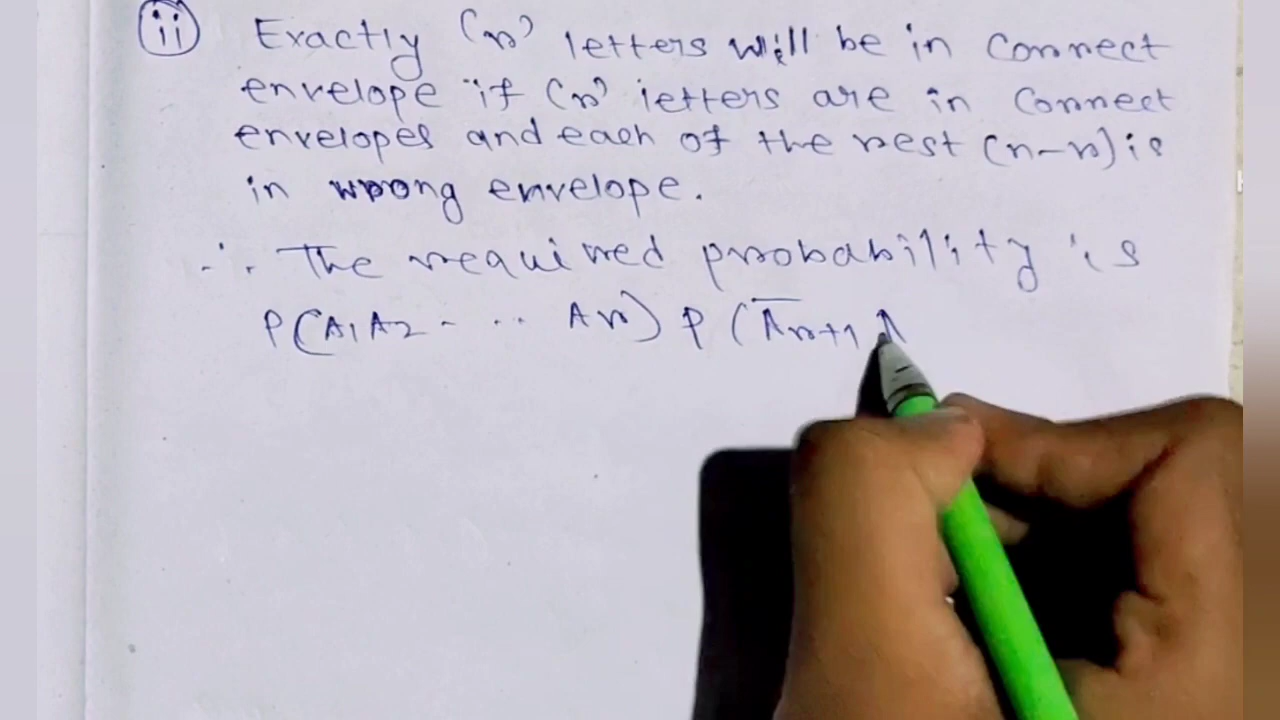 (ii) Exactly 'r' letters will be in correct
envelope if 'r' letters are in correct
envelopes and each of the rest (n-r) is
in wrong envelope.
∴ The required probability is
P(A₁A₂ - ... Ar) P(A̅r+1 A